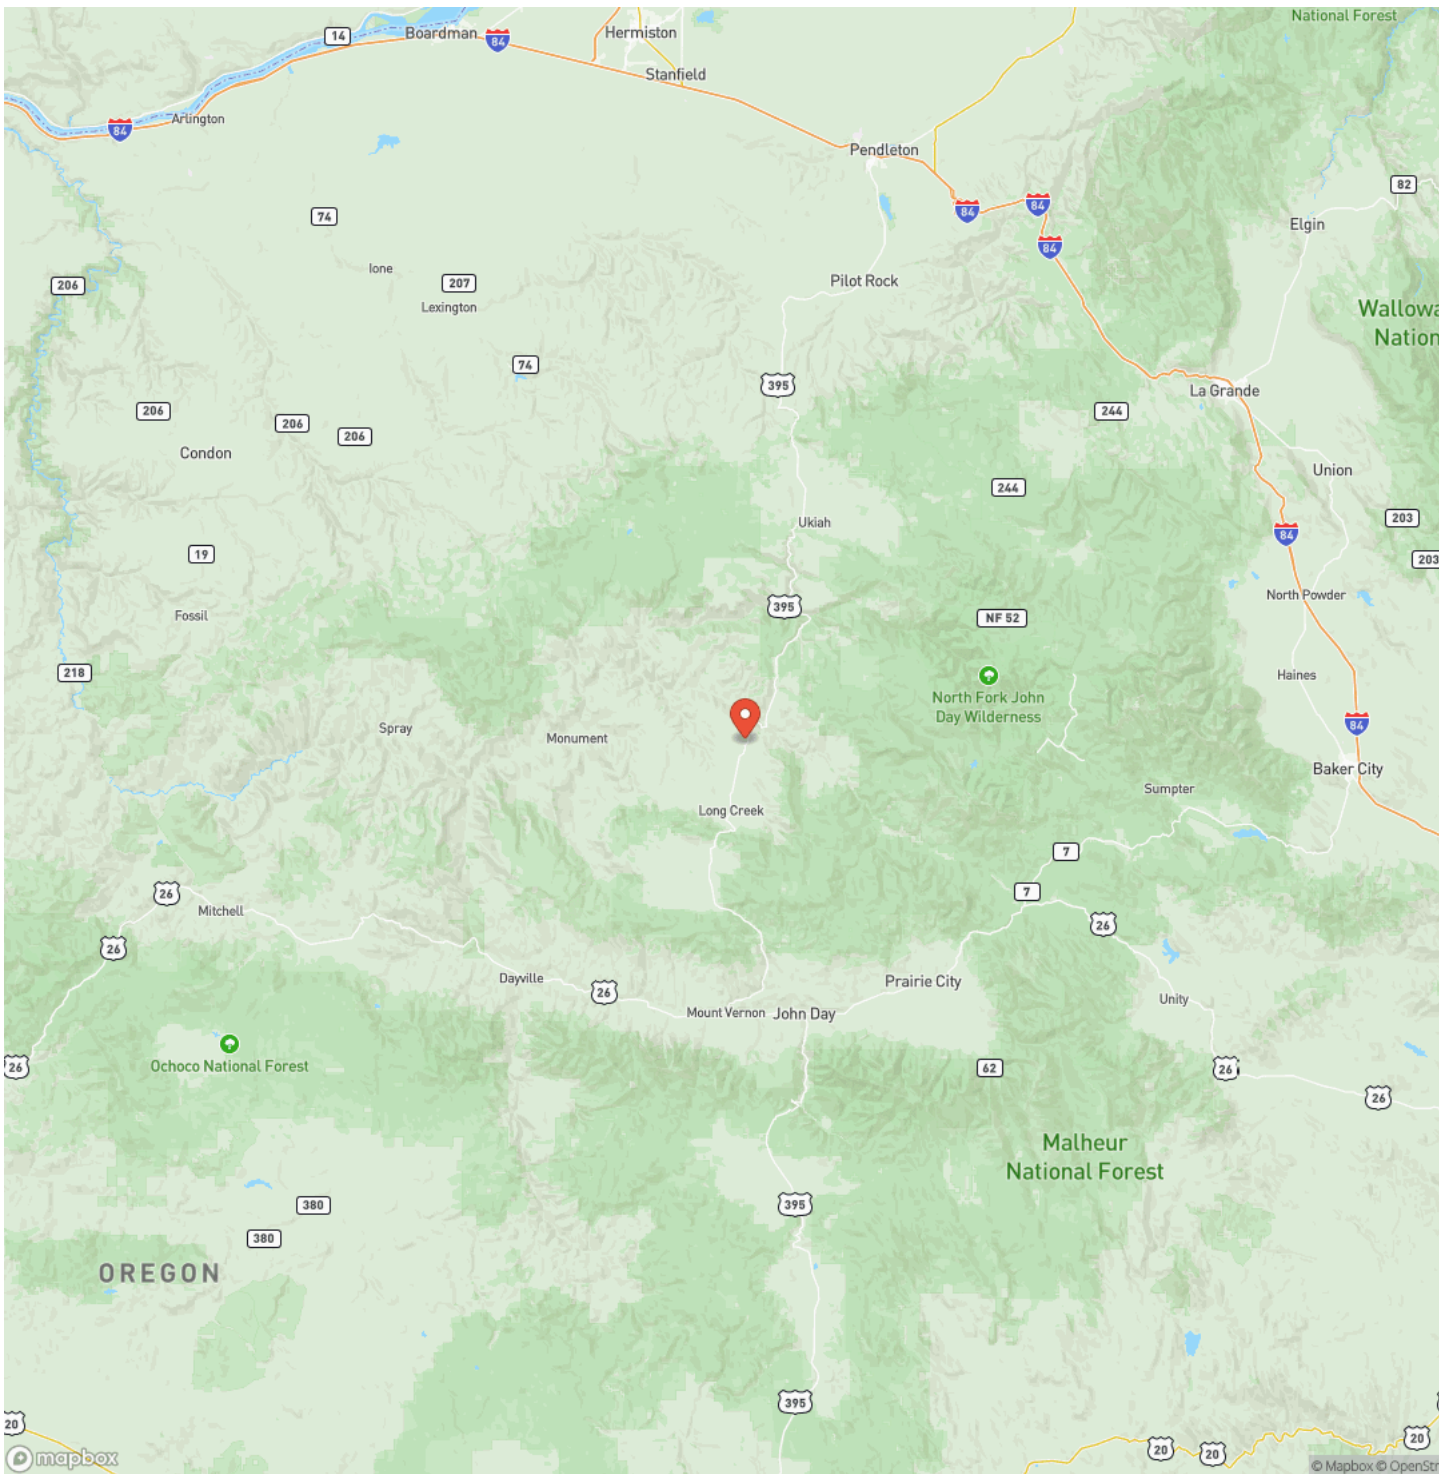 National Forest
14
Boardman
84
Hermiston
Stanfield
84
Arlington
Pendleton
74
84
84
84
82
Elgin
Ione
206
207
Lexington
Pilot Rock
Wallowa
Nation
74
395
La Grande
206
206
206
244
Condon
Union
244
203
Ukiah
84
19
203
395
North Powder
Fossil
NF 52
218
Haines
North Fork John
Day Wilderness
84
Spray
Monument
Baker City
Sumpter
Long Creek
7
26
7
Mitchell
26
26
Dayville
26
Prairie City
Unity
Mount Vernon
John Day
Ochoco National Forest
26
62
26
26
Malheur
National Forest
380
395
380
OREGON
395
20
20
20
20
mapbox
© Mapbox © OpenStr